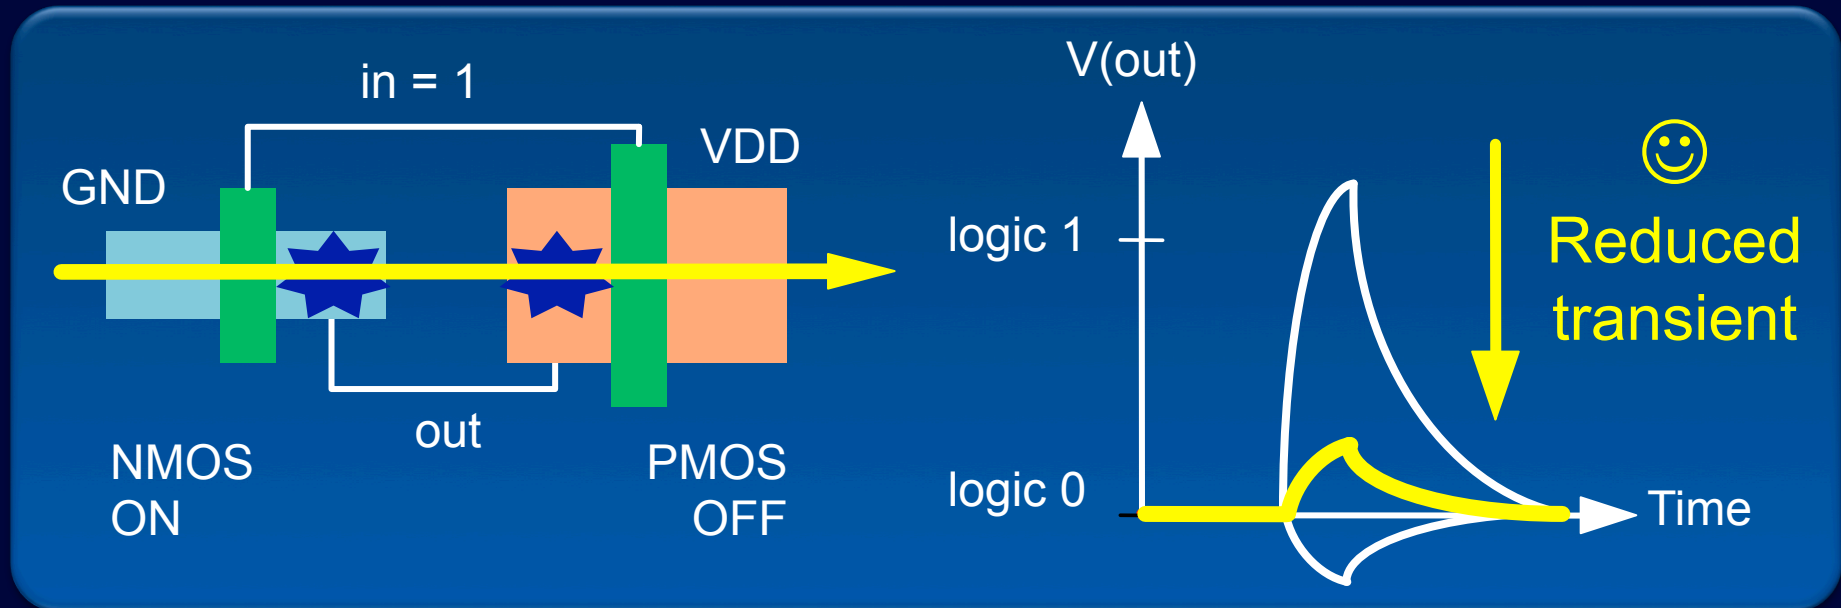 in = 1
GND
VDD
out
NMOS
ON
PMOS
OFF
V(out)
logic 1
logic 0
Time
Reduced
transient